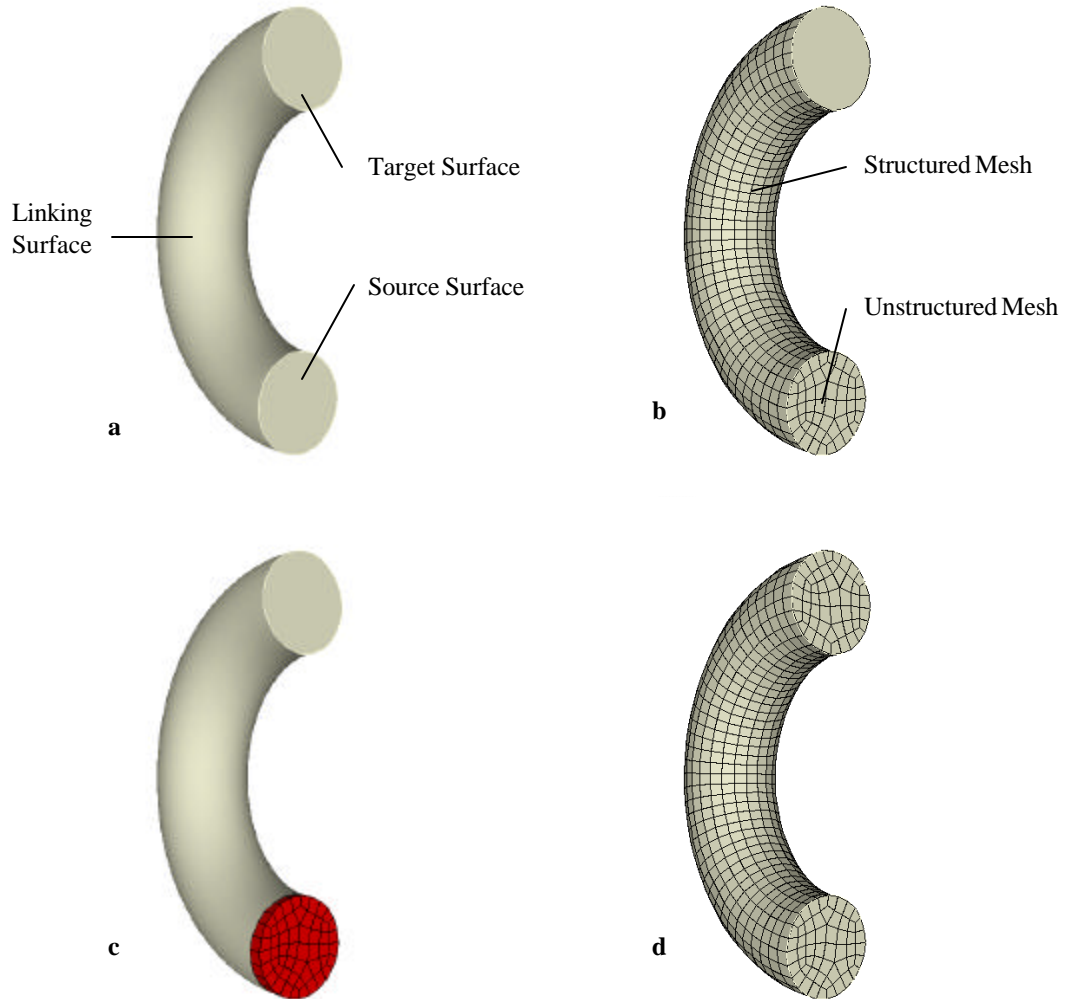 Target Surface
Linking
Surface
Source Surface
a
Structured Mesh
Unstructured Mesh
b
c
d